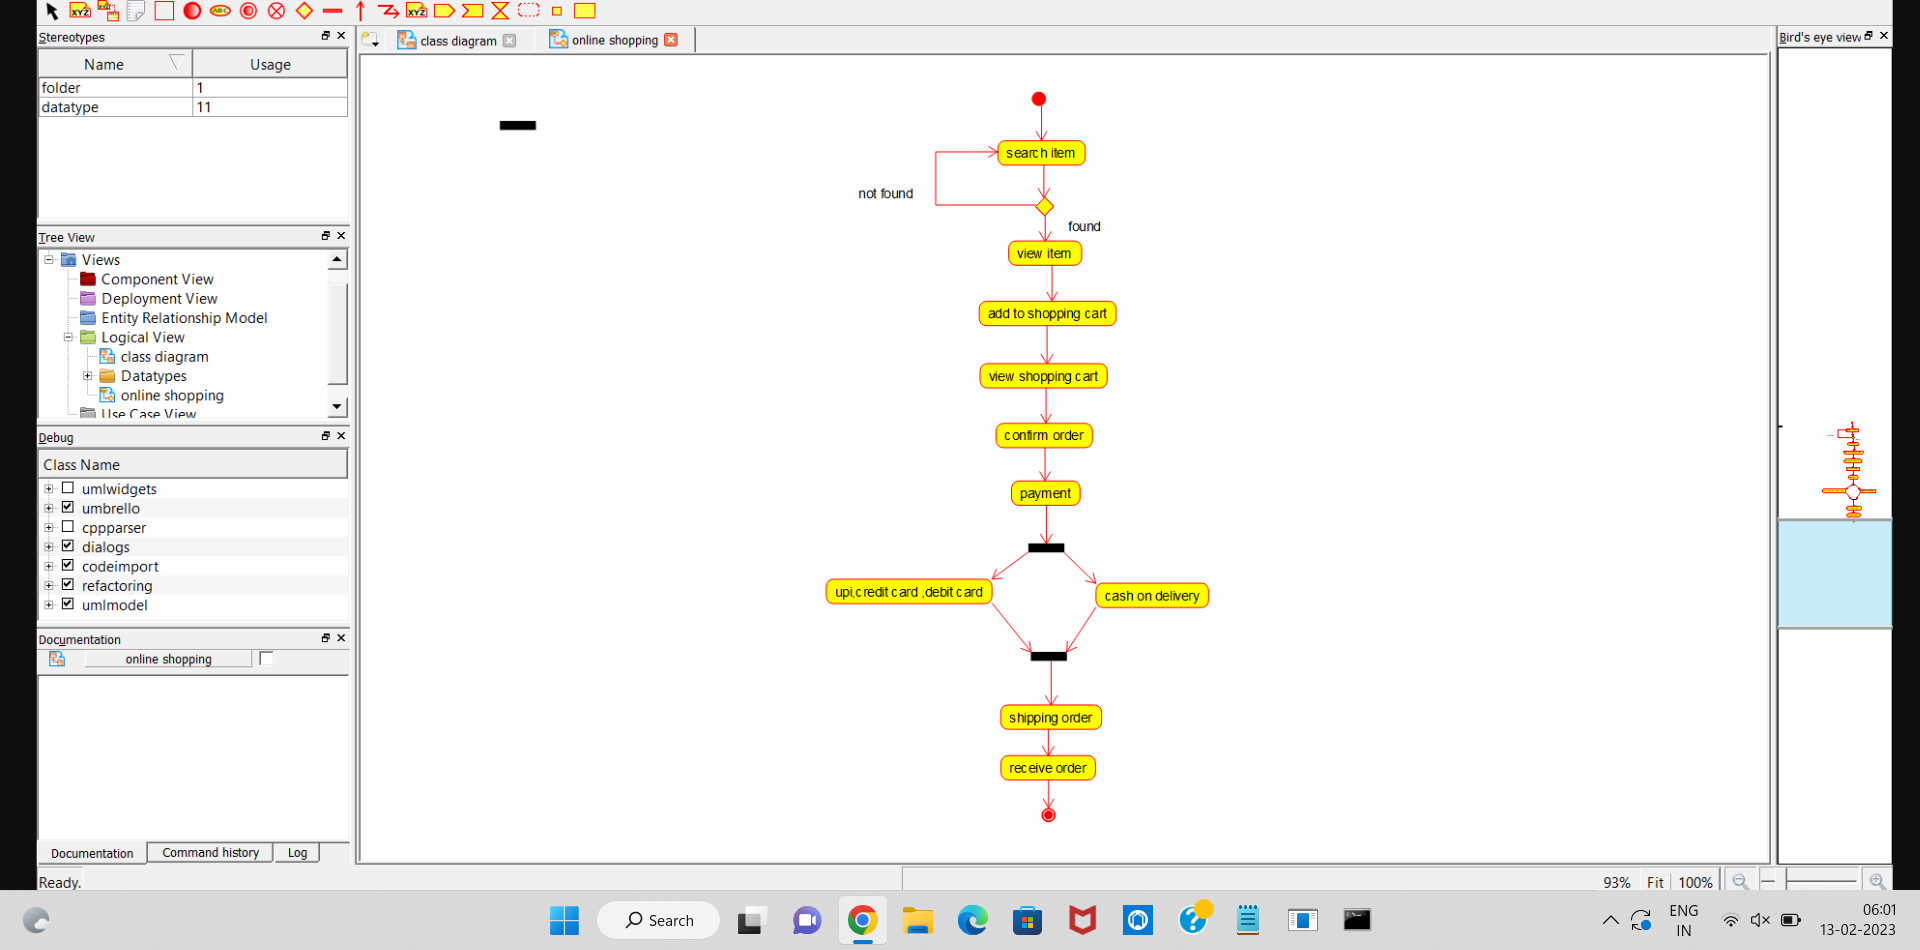 XYZ
XYZ
ABC
XYZ
Stereotypes
Name
Usage
folder
1
datatype
11
Tree View
Views
Component View
Deployment View
Entity Relationship Model
Logical View
class diagram
Datatypes
online shopping
Use Case View
Debug
Class Name
umlwidgets
umbrello
cppparser
dialogs
codeimport
refactoring
umlmodel
Documentation
online shopping
Documentation
Command history
Log
Ready.
class diagram
online shopping
search item
not found
found
view item
add to shopping cart
view shopping cart
confirm order
payment
upi,credit card ,debit card
cash on delivery
shipping order
receive order
Bird's eye view
93%
Fit
100%
Search
ENG
IN
06:01
13-02-2023